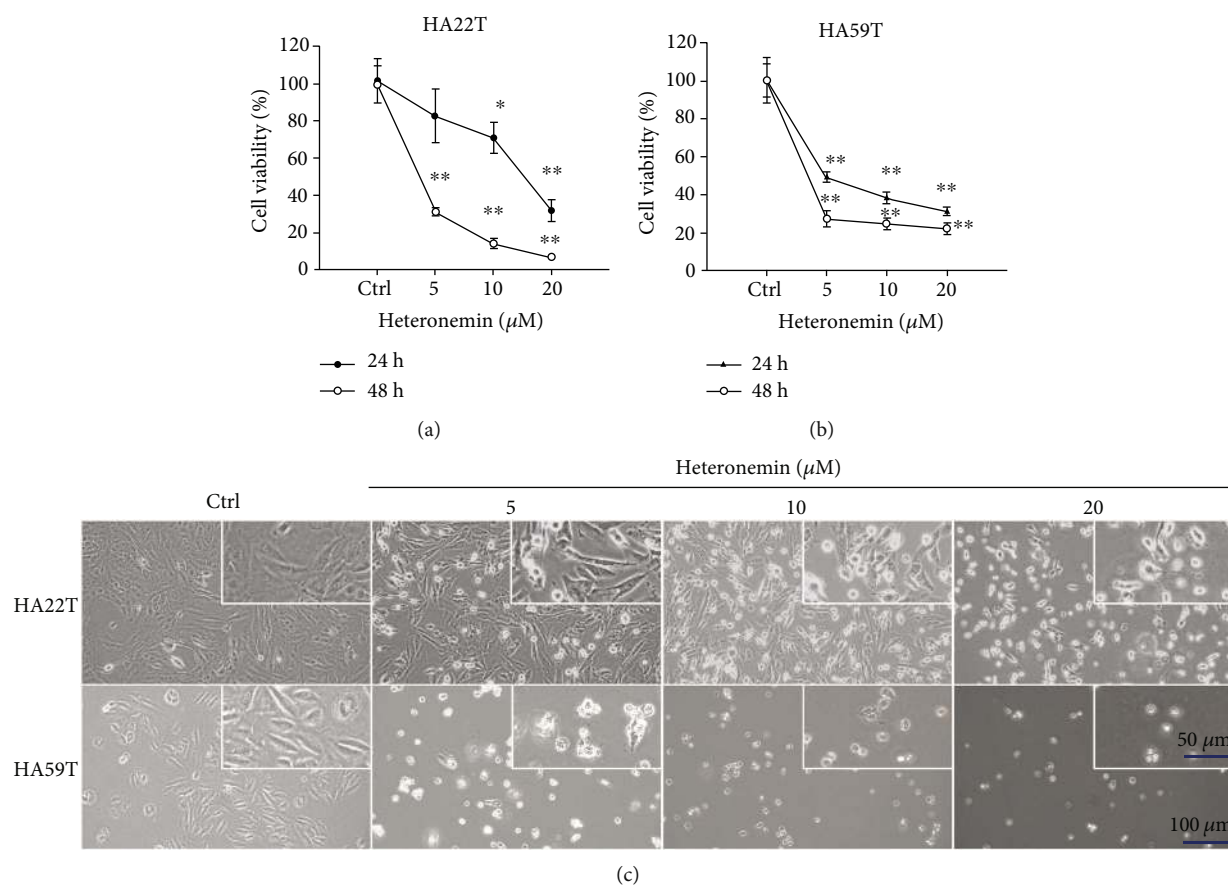 HA22T
120
100
80
60
40
20
0
Cell viability (%)
*
**
**
**
**
Ctrl 5 10 20
Heteronemin (μM)
24 h
48 h
(a)
HA59T
120
100
80
60
40
20
0
Cell viability (%)
**
**
**
**
**
**
Ctrl 5 10 20
Heteronemin (μM)
24 h
48 h
(b)
Heteronemin (μM)
Ctrl 5 10 20
HA22T
HA59T
50 μm
100 μm
(c)